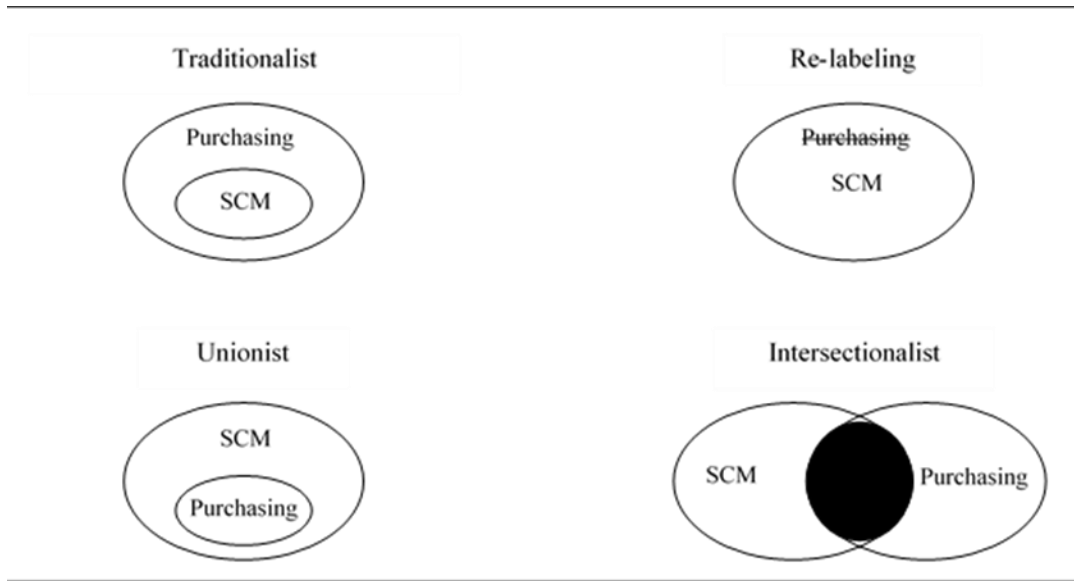 Traditionalist
Purchasing
SCM
Re-labeling
Purchasing
SCM
Unionist
SCM
Purchasing
Intersectionalist
SCM
Purchasing